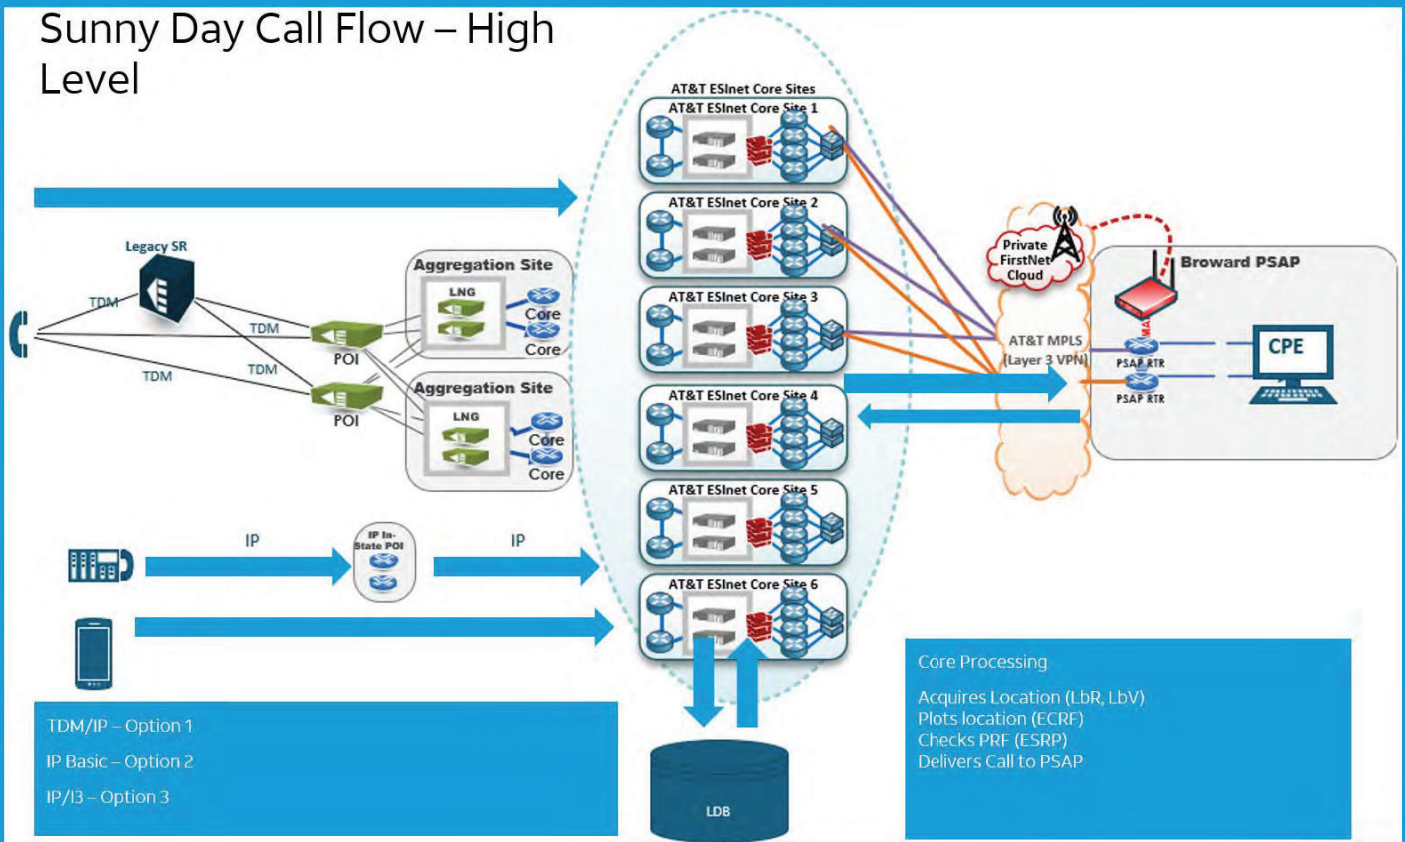 Sunny Day Call Flow – High
Level
AT&T ESInet Core Sites
AT&T ESInet Core Site 1
AT&T ESInet Core Site 2
AT&T ESInet Core Site 3
AT&T ESInet Core Site 4
AT&T ESInet Core Site 5
AT&T ESInet Core Site 6
Legacy SR
TDM
TDM
TDM
TDM
POI
POI
Aggregation Site
LNG
Core
Core
Aggregation Site
LNG
Core
Core
Private
FirstNet
Cloud
AT&T MPLS
(Layer 3 VPN)
Broward PSAP
PSAP RTR
PSAP RTR
CPE
IP
IP In-
State POI
IP
LDB
TDM/IP – Option 1
IP Basic – Option 2
IP/I3 – Option 3
Core Processing
Acquires Location (LbR, LbV)
Plots location (ECRF)
Checks PRF (ESRP)
Delivers Call to PSAP